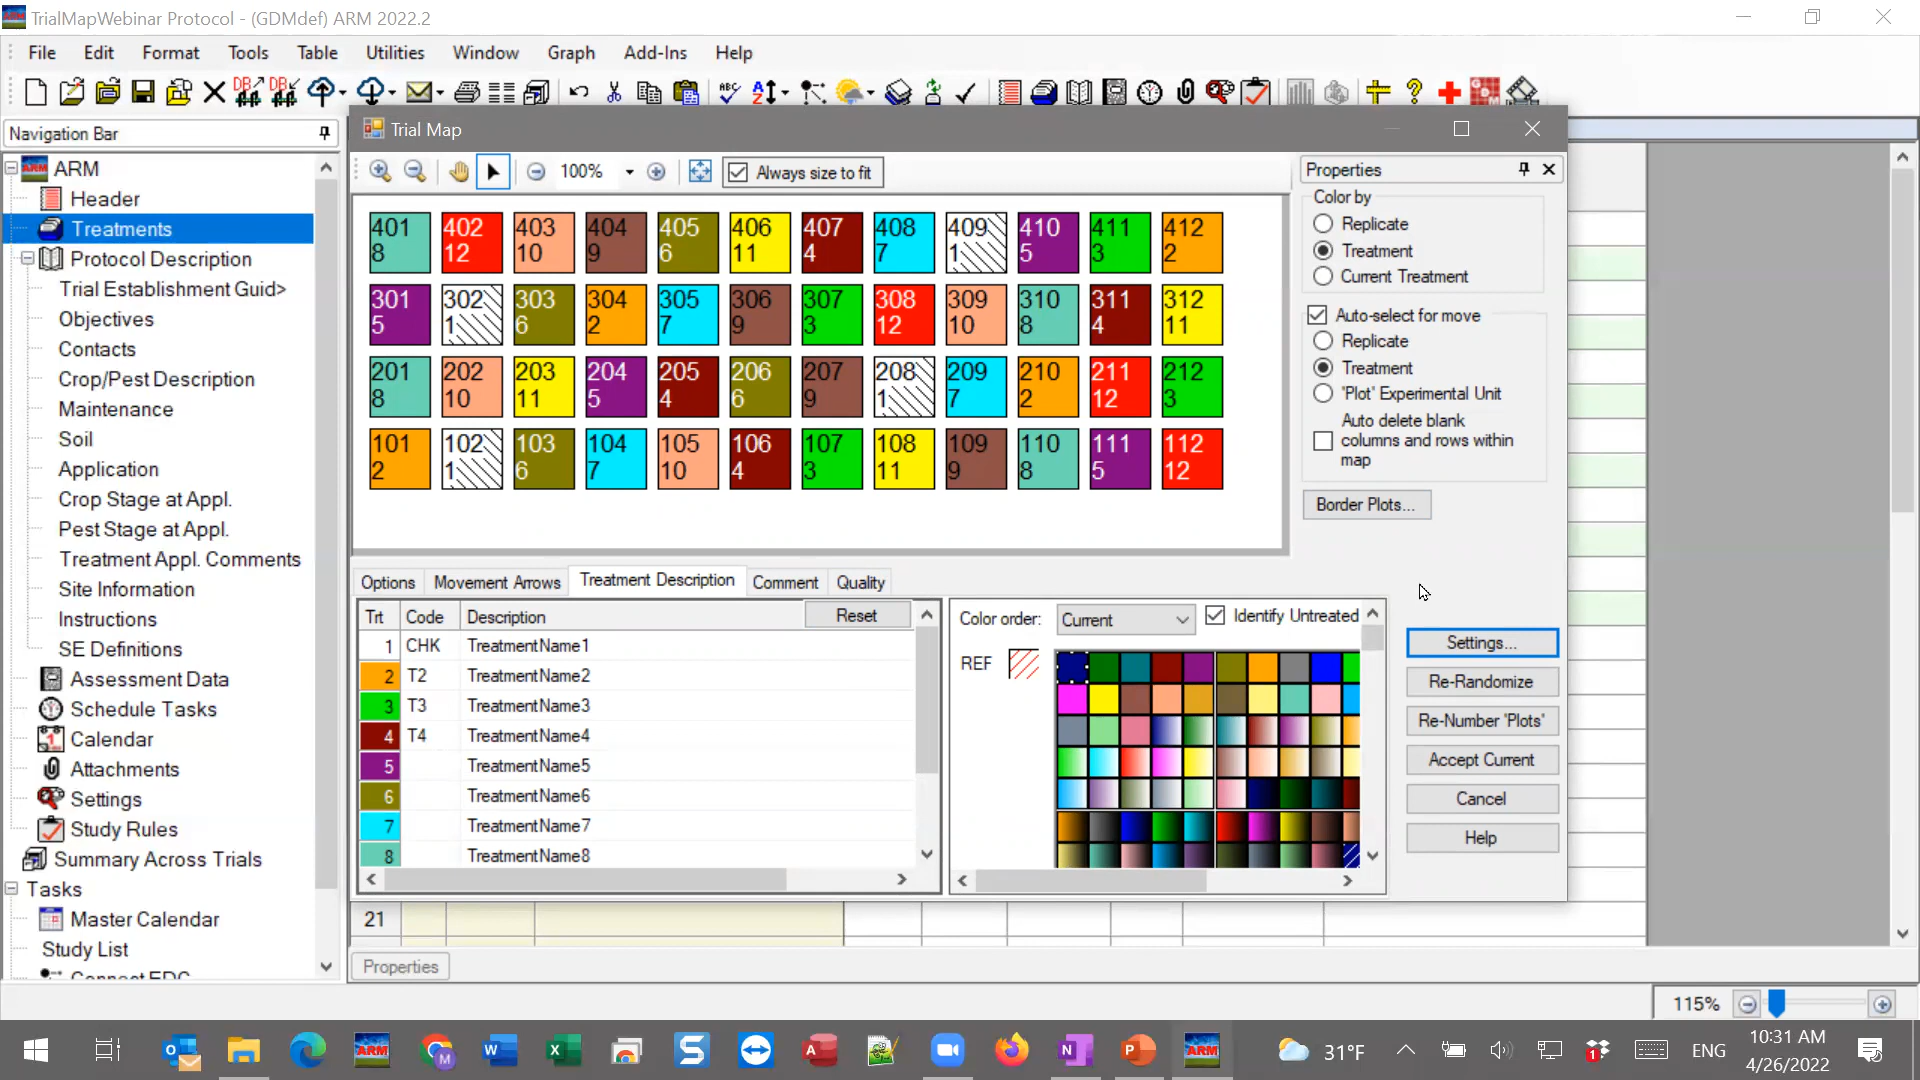 TrialMapWebinar Protocol - (GDMdef) ARM 2022.2
File Edit Format Tools Table Utilities Window Graph Add-Ins Help
Navigation Bar
ARM
Header
Treatments
Protocol Description
Trial Establishment Guid>
Objectives
Contacts
Crop/Pest Description
Maintenance
Soil
Application
Crop Stage at Appl.
Pest Stage at Appl.
Treatment Appl. Comments
Site Information
Instructions
SE Definitions
Assessment Data
Schedule Tasks
Calendar
Attachments
Settings
Study Rules
Summary Across Trials
Tasks
Master Calendar
Study List
Connect EDC
Trial Map
100% Always size to fit
401 402 403 404 405 406 407 408 409 410 411 412
8 12 10 9 6 11 4 7 1 5 3 2
301 302 303 304 305 306 307 308 309 310 311 312
5 1 6 2 7 9 3 12 10 8 4 11
201 202 203 204 205 206 207 208 209 210 211 212
8 10 11 5 4 6 9 1 7 2 12 3
101 102 103 104 105 106 107 108 109 110 111 112
2 1 6 7 10 4 3 11 9 8 5 12
Properties
Color by
Replicate
Treatment
Current Treatment
Auto-select for move
Replicate
Treatment
'Plot' Experimental Unit
Auto delete blank
columns and rows within
map
Border Plots...
Options Movement Arrows Treatment Description Comment Quality
Trt Code Description Reset
1 CHK TreatmentName1
2 T2 TreatmentName2
3 T3 TreatmentName3
4 T4 TreatmentName4
5 TreatmentName5
6 TreatmentName6
7 TreatmentName7
8 TreatmentName8
Color order: Current Identify Untreated
REF
Settings...
Re-Randomize
Re-Number 'Plots'
Accept Current
Cancel
Help
21
Properties
115%
31°F ENG 10:31 AM
4/26/2022